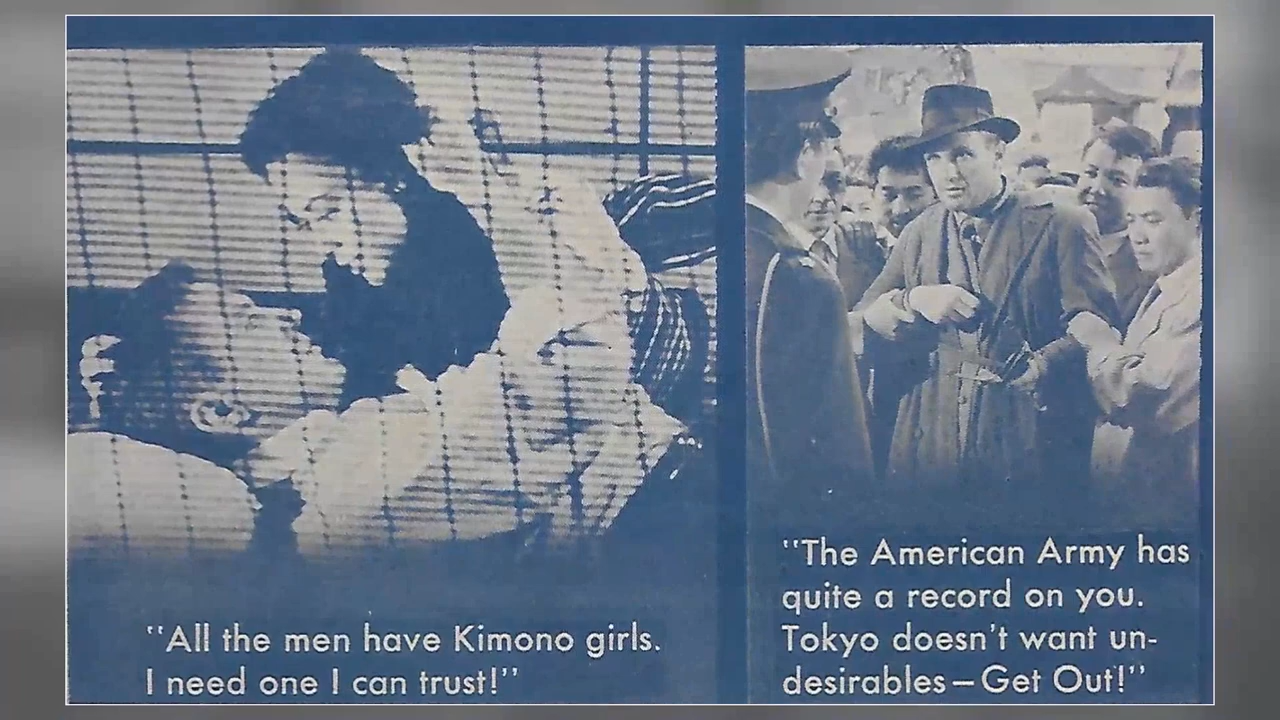 "All the men have Kimono girls.
I need one I can trust!"
"The American Army has
quite a record on you.
Tokyo doesn't want un-
desirables — Get Out!"